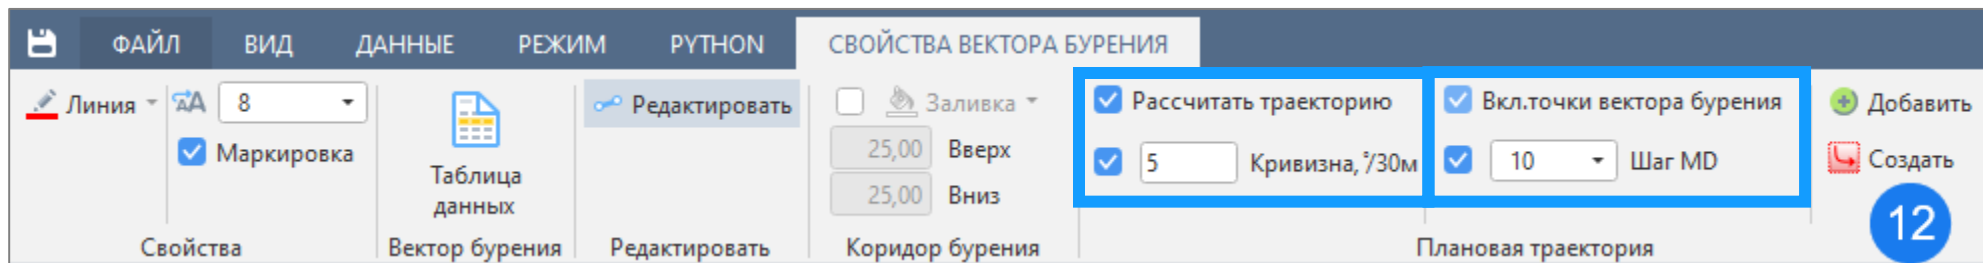 ФАЙЛ ВИД ДАННЫЕ РЕЖИМ PYTHON СВОЙСТВА ВЕКТОРА БУРЕНИЯ
Линия АА 8
Маркировка
Свойства
Таблица
данных
Вектор бурения
Редактировать
Редактировать
Заливка
25,00 Вверх
25,00 Вниз
Коридор бурения
Рассчитать траекторию
5 Кривизна, °/30м
Вкл.точки вектора бурения
10 Шаг MD
Добавить
Создать
Плановая траектория
12